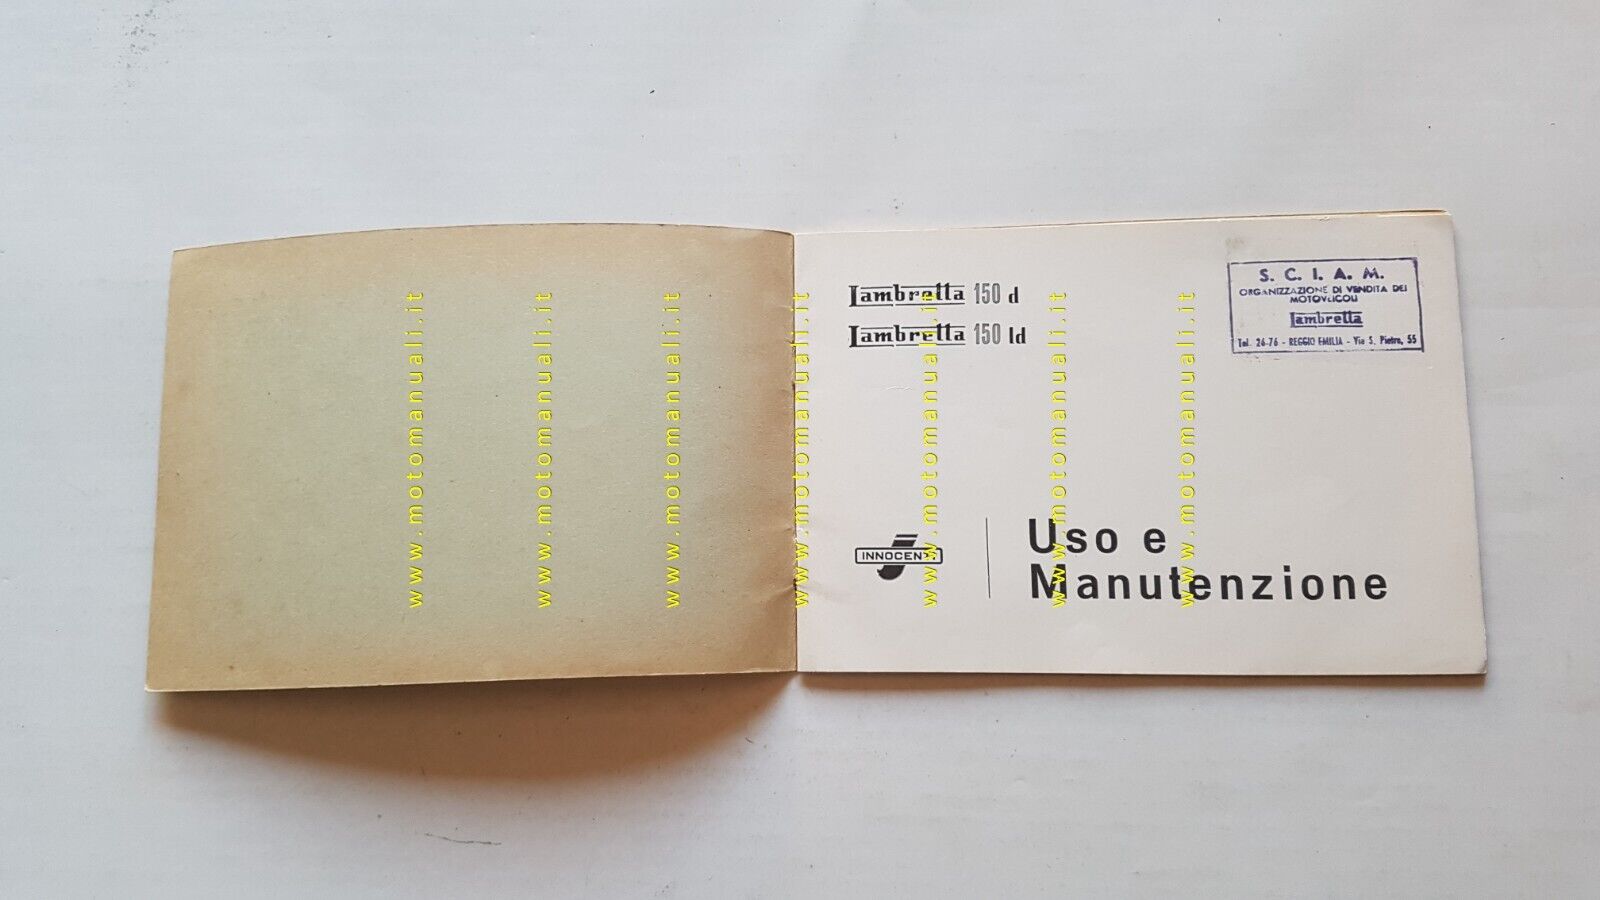 Lambretta 150 d
Lambretta 150 ld
S. C. I. A. M.
ORGANIZZAZIONE DI VENDITA DEI
MOTOVEICOLI
Lambretta
Tel. 26-76 - REGGIO EMILIA - Via S. Pietro, 55
INNOCENTI
Uso e
Manutenzione
www.motomanuali.it
www.motomanuali.it
www.motomanuali.it
www.motomanuali.it
www.motomanuali.it
www.motomanuali.it
www.motomanuali.it